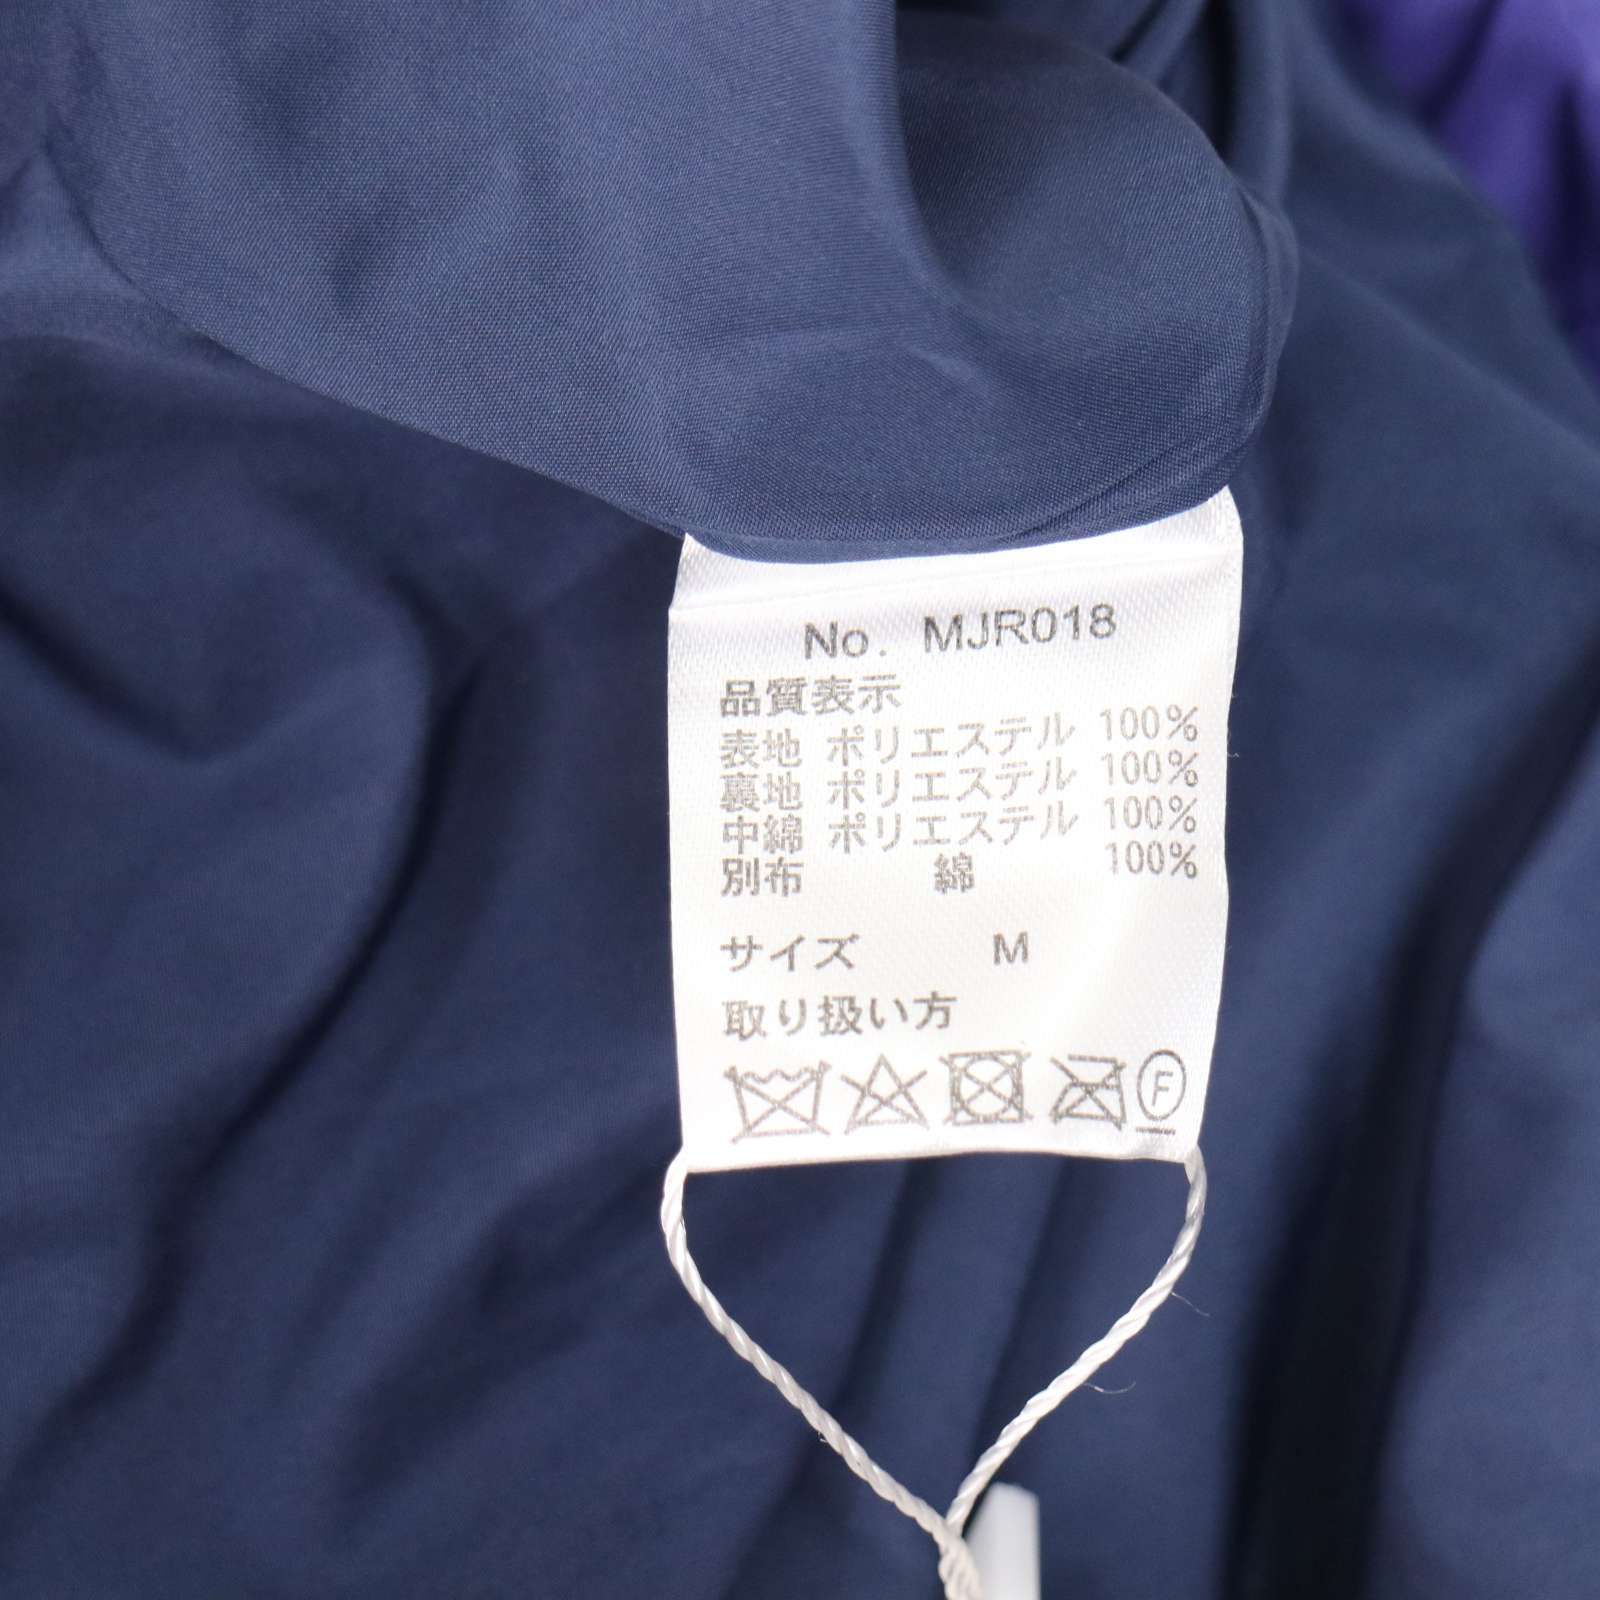 No. MJR018
品質表示
表地 ポリエステル 100%
裏地 ポリエステル 100%
中綿 ポリエステル 100%
別布 綿 100%
サイズ M
取り扱い方
F